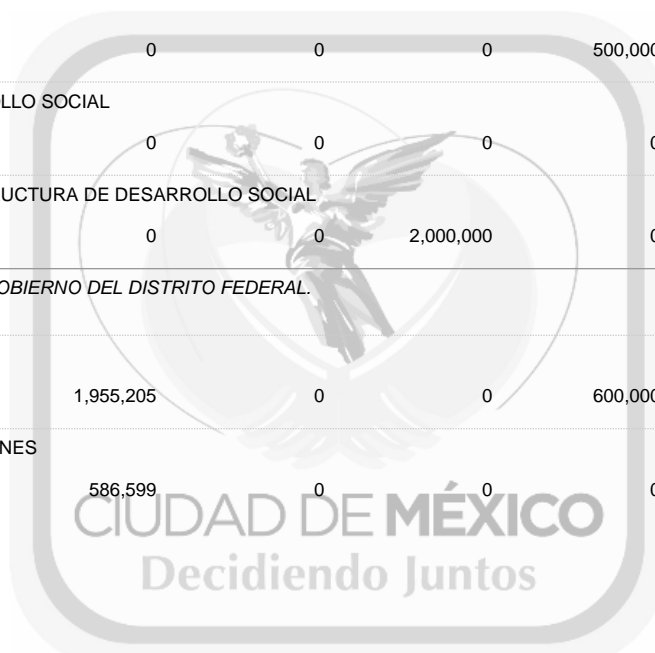 0 0 0 500,000
OLLO SOCIAL
0 0 0 0
UCTURA DE DESARROLLO SOCIAL
0 0 2,000,000 0
OBIERNO DEL DISTRITO FEDERAL.
1,955,205 0 0 600,000
NES
586,599 0 0 0
CIUDAD DE MÉXICO
Decidiendo Juntos